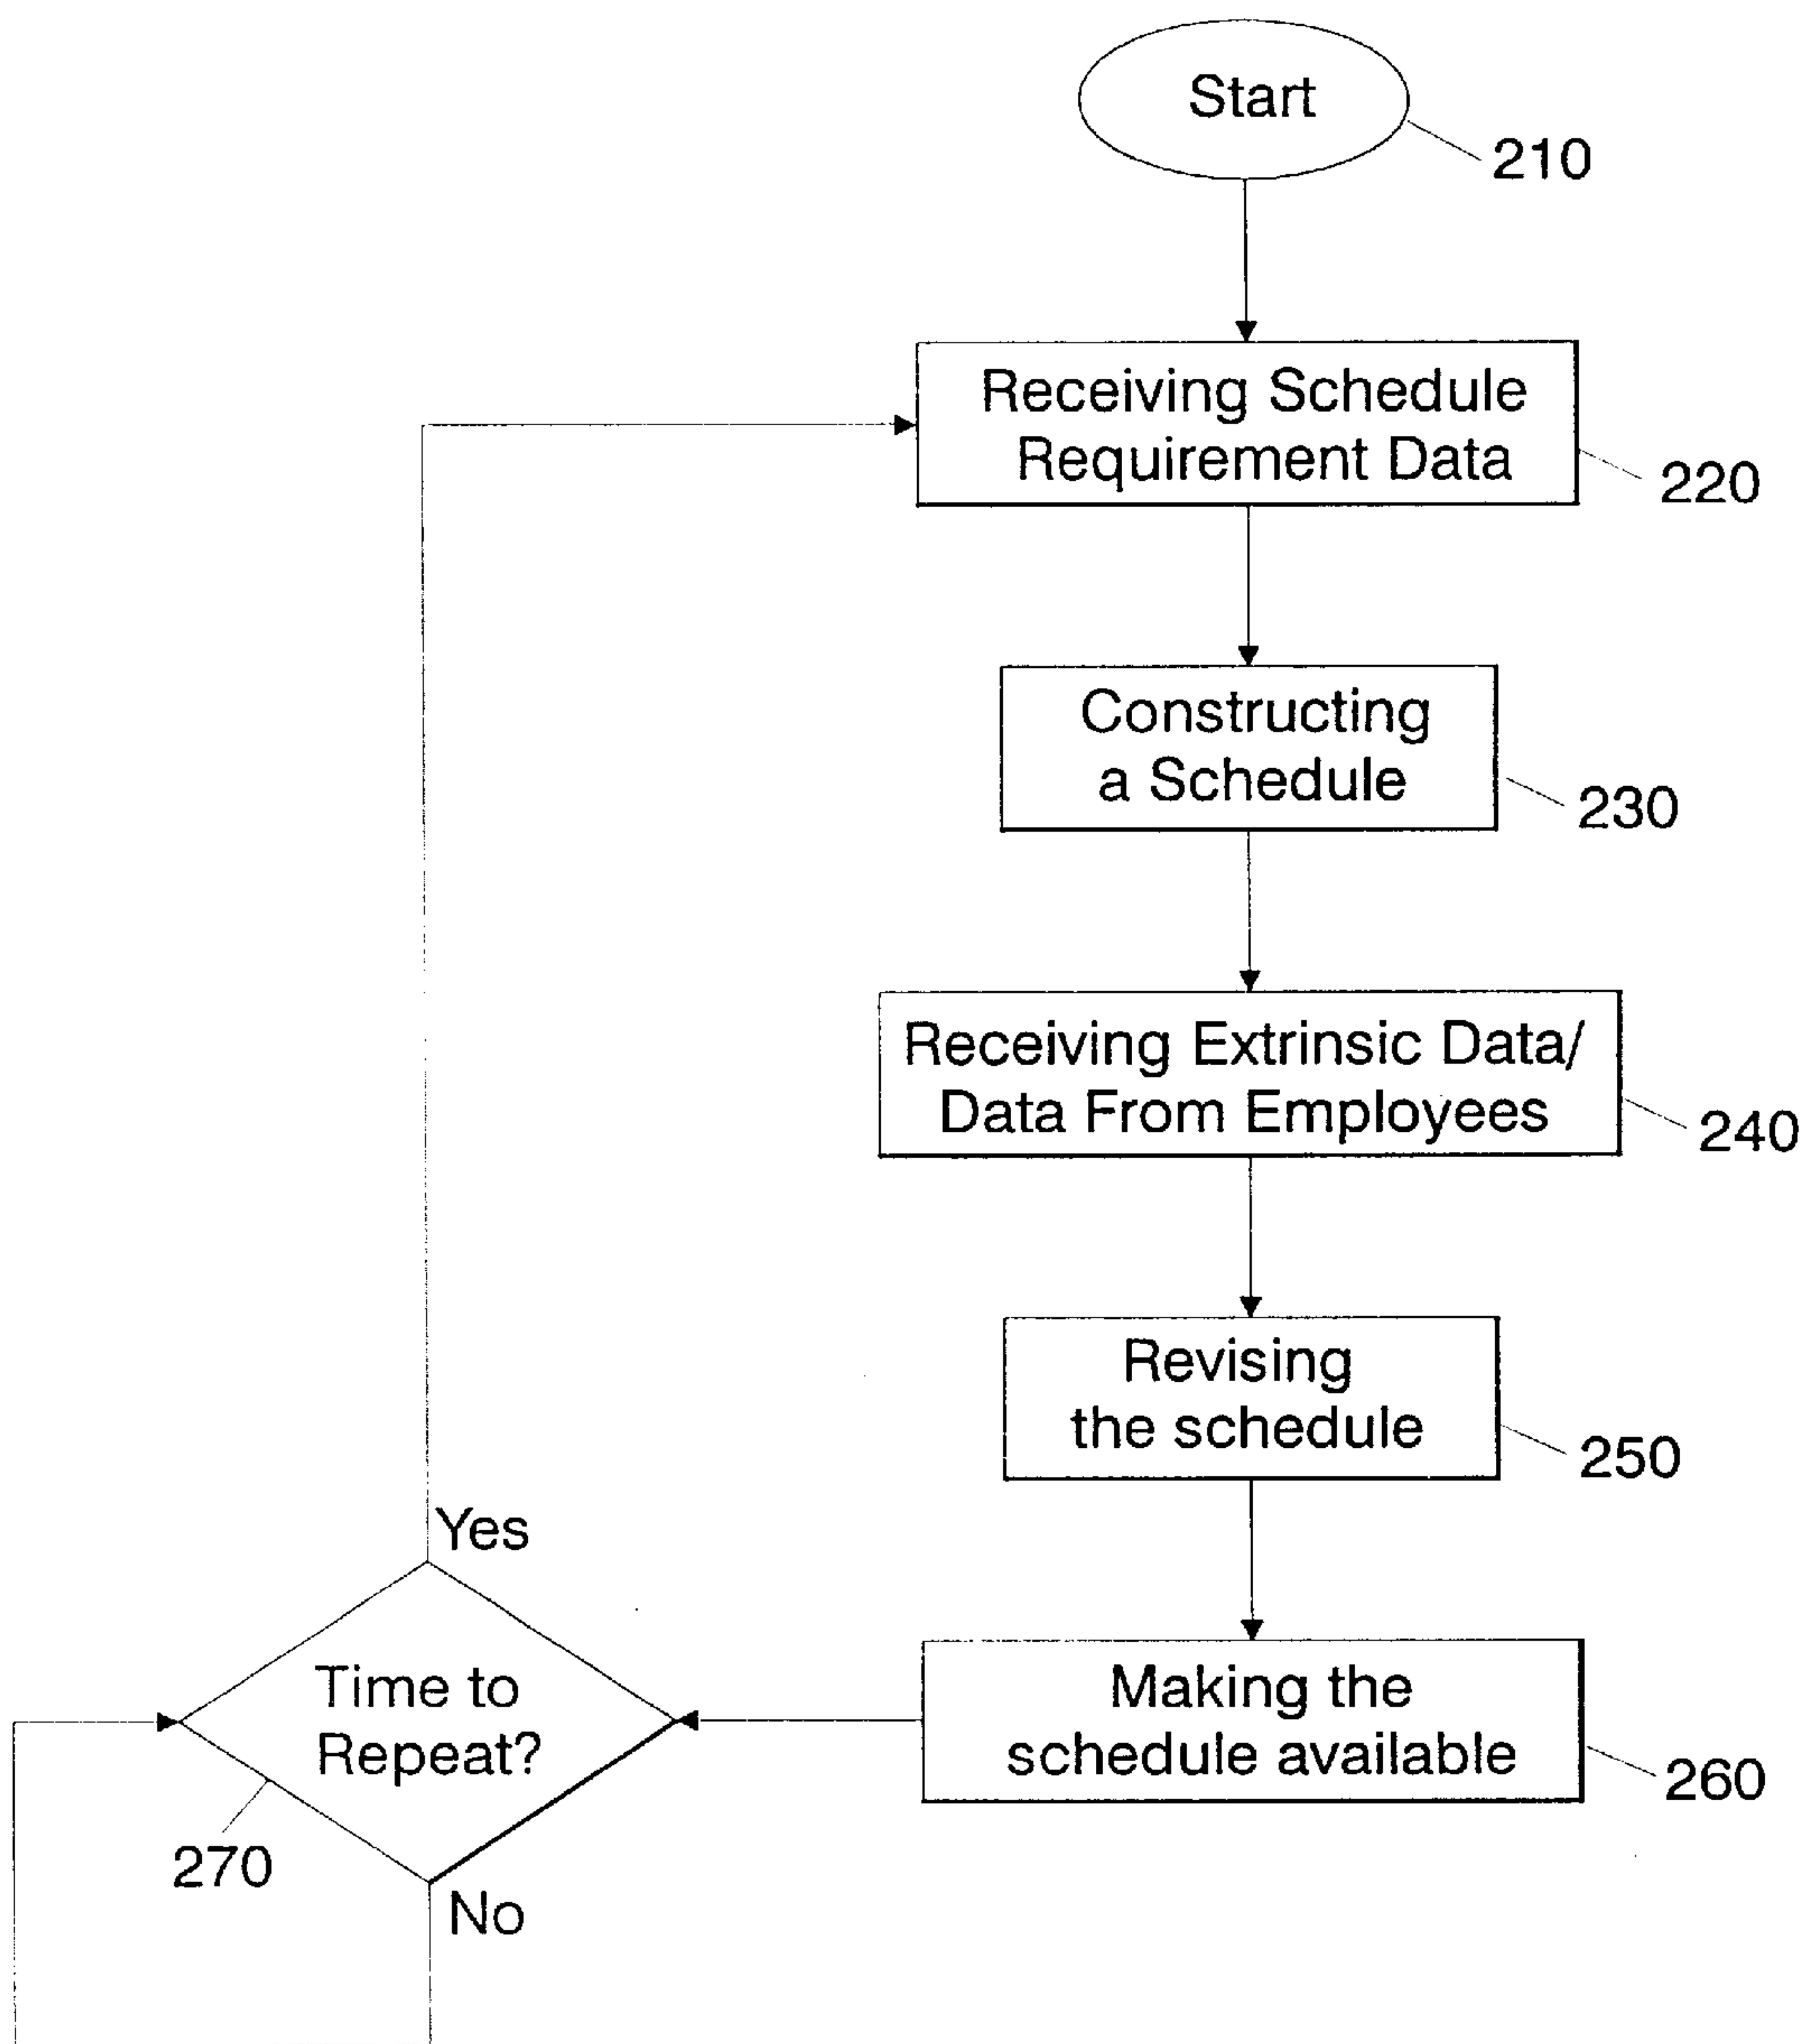 Start
210
Receiving Schedule
Requirement Data
220
Constructing
a Schedule
230
Receiving Extrinsic Data/
Data From Employees
240
Revising
the schedule
250
Yes
Time to
Repeat?
270
No
Making the
schedule available
260